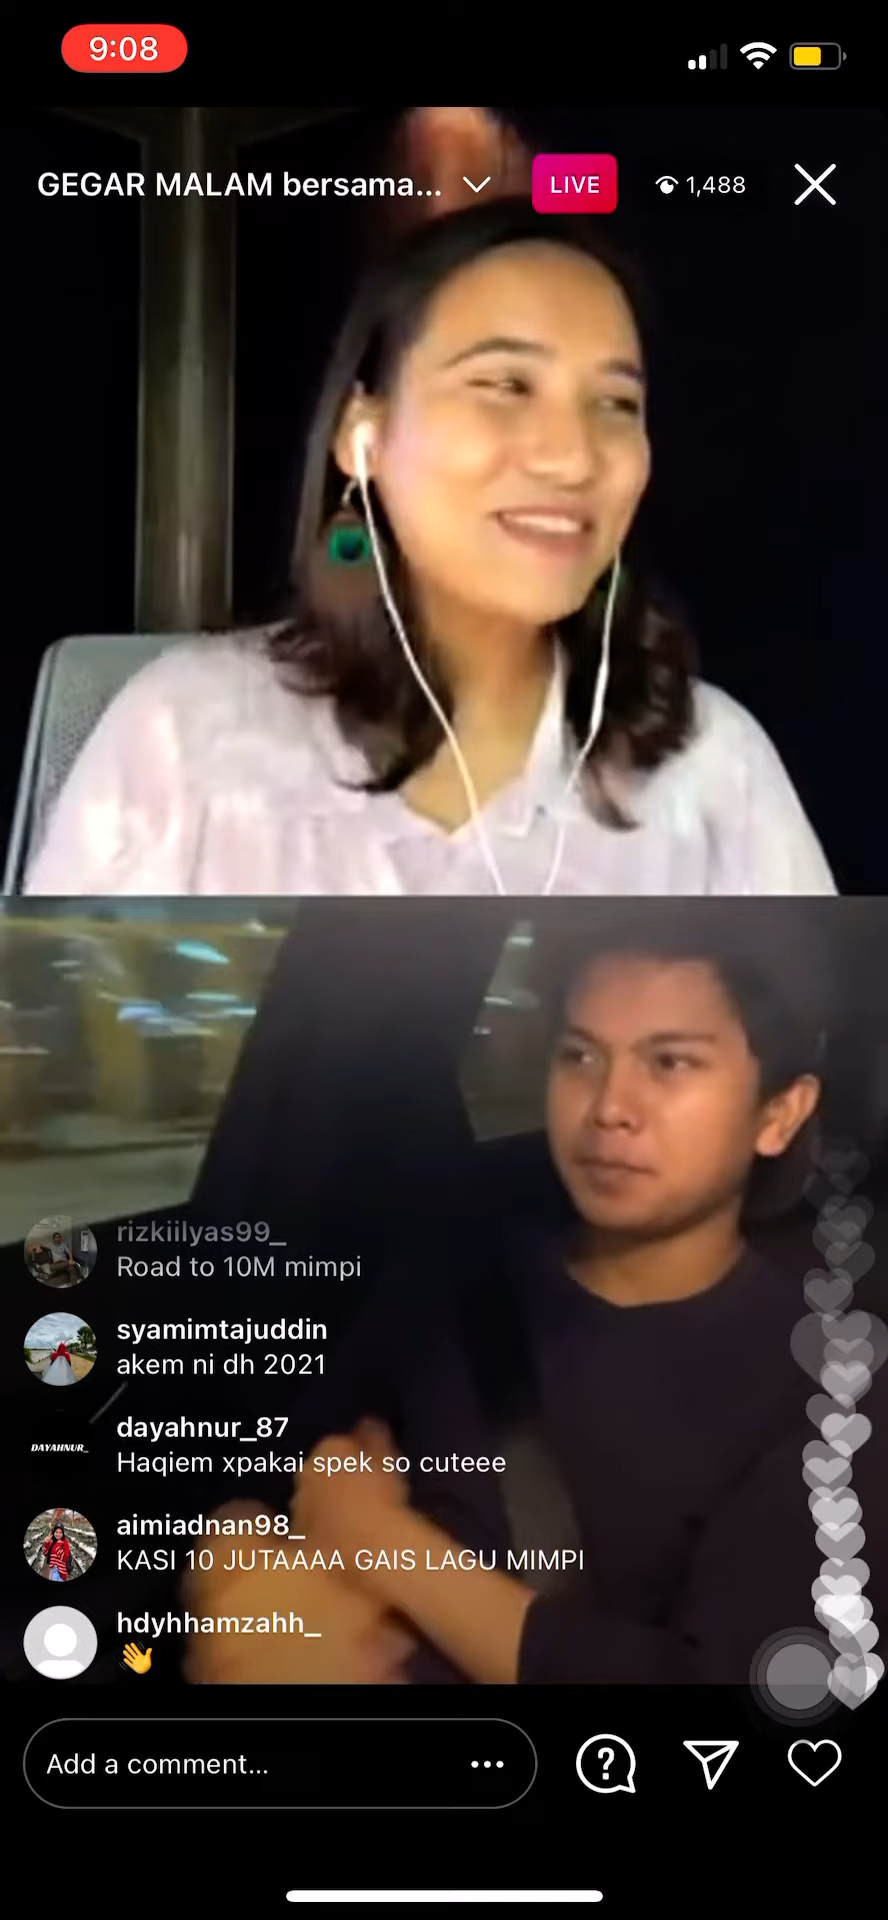 9:08
GEGAR MALAM bersama...
LIVE
1,488
rizkiilyas99_
Road to 10M mimpi
syamimtajuddin
akem ni dh 2021
DAYAHNUR_
dayahnur_87
Haqiem xpakai spek so cuteee
aimiadnan98_
KASI 10 JUTAAAA GAIS LAGU MIMPI
hdyhhamzahh_
👋
Add a comment...